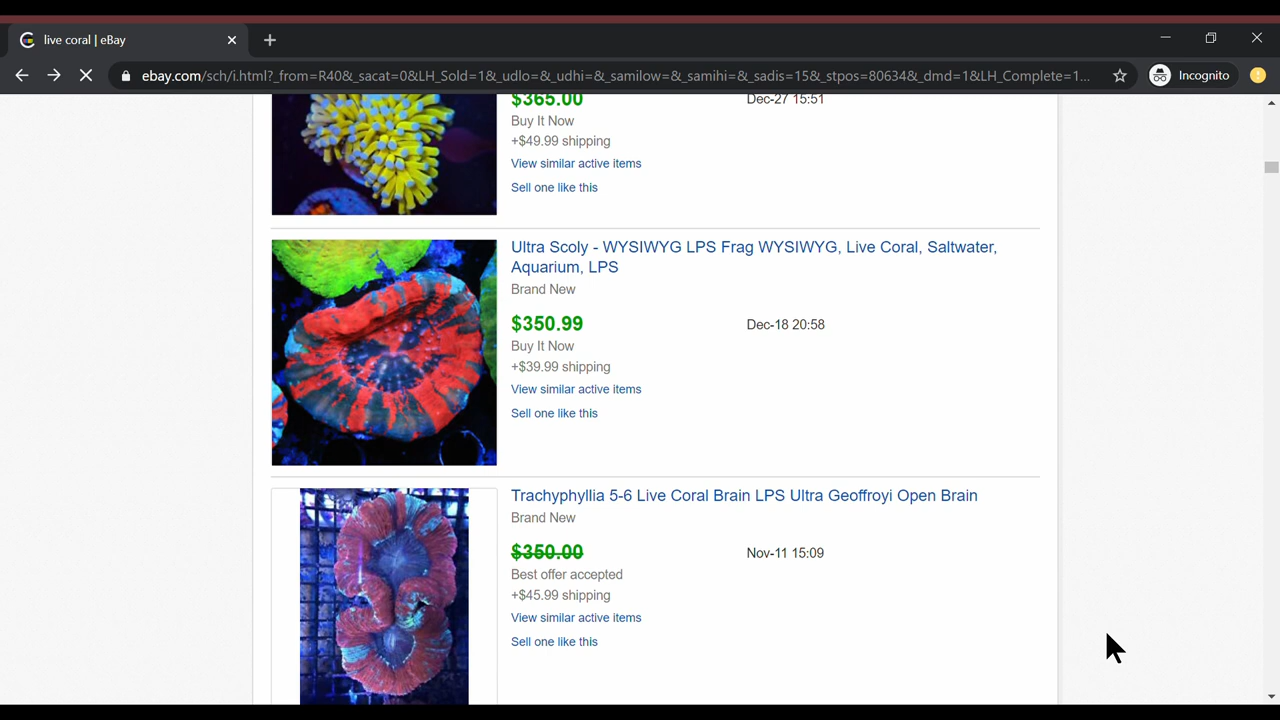 live coral | eBay
ebay.com/sch/i.html?_from=R40&_sacat=0&LH_Sold=1&_udlo=&_udhi=&_samilow=&_samihi=&_sadis=15&_stpos=80634&_dmd=1&LH_Complete=1...
Incognito
$365.00 Dec-27 15:51
Buy It Now
+$49.99 shipping
View similar active items
Sell one like this
Ultra Scoly - WYSIWYG LPS Frag WYSIWYG, Live Coral, Saltwater,
Aquarium, LPS
Brand New
$350.99 Dec-18 20:58
Buy It Now
+$39.99 shipping
View similar active items
Sell one like this
Trachyphyllia 5-6 Live Coral Brain LPS Ultra Geoffroyi Open Brain
Brand New
$350.00 Nov-11 15:09
Best offer accepted
+$45.99 shipping
View similar active items
Sell one like this